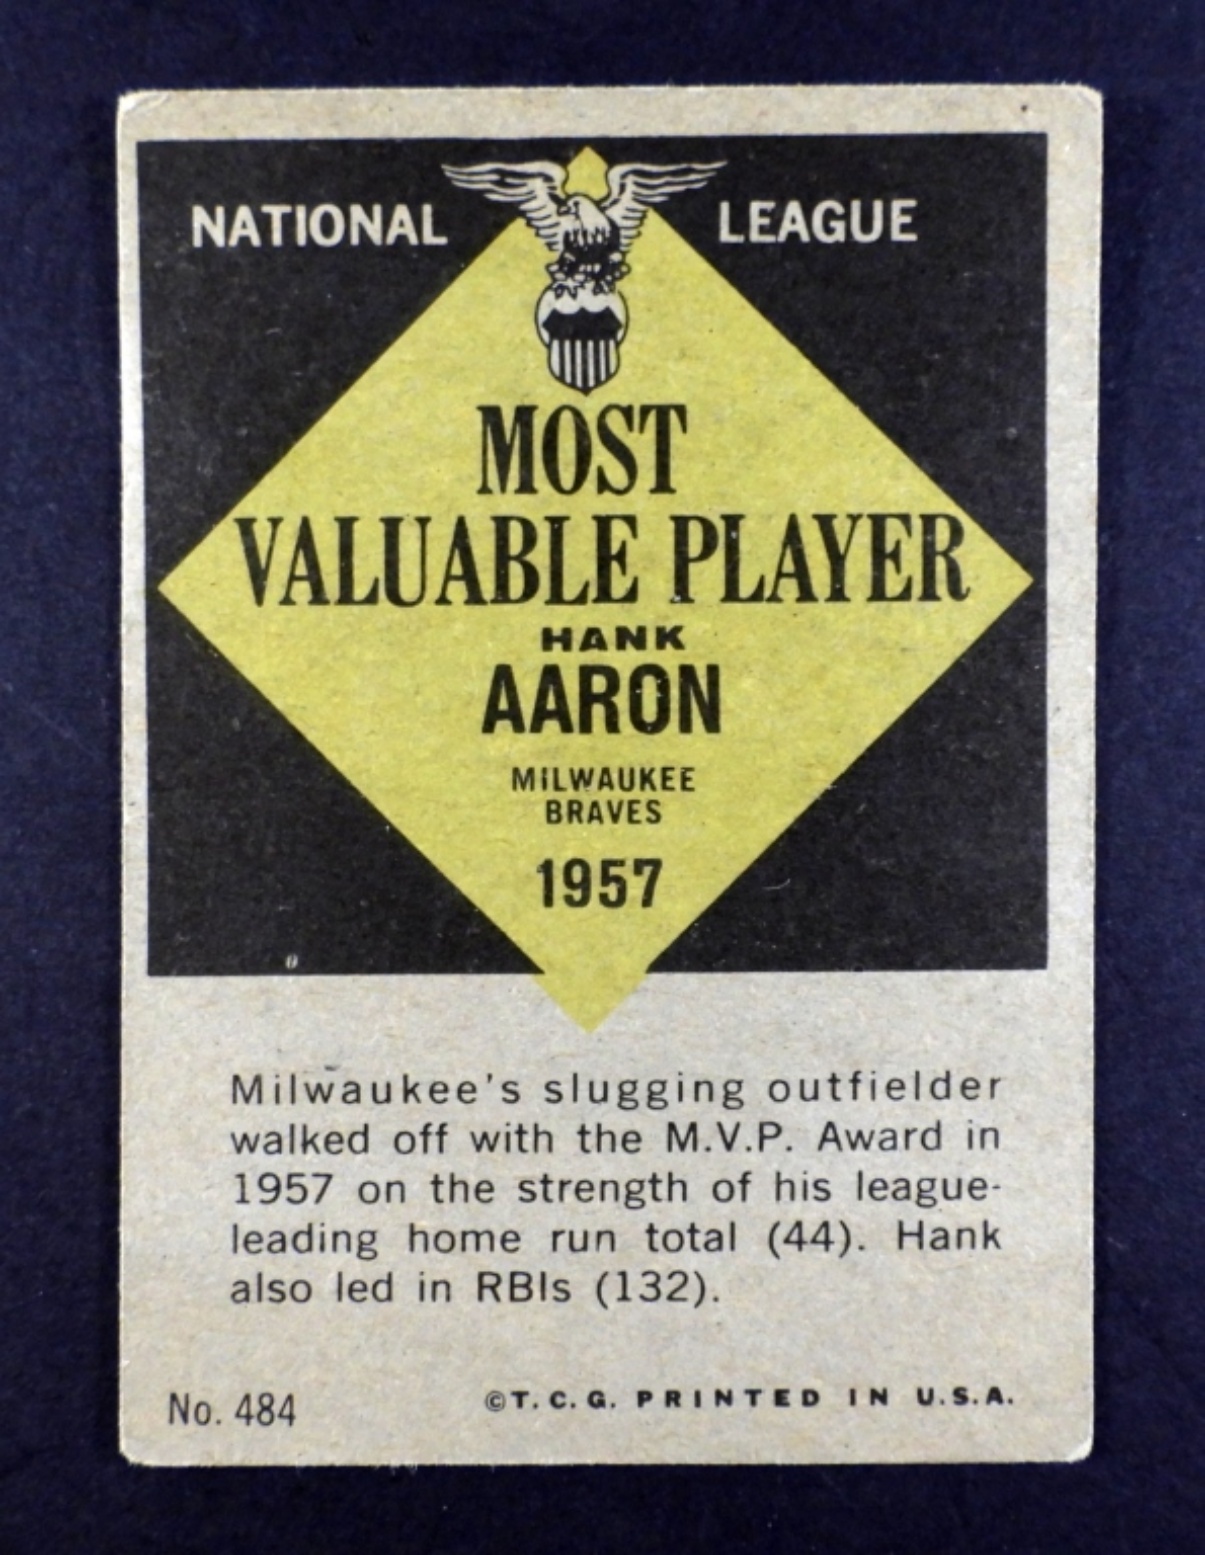 NATIONAL LEAGUE
MOST
VALUABLE PLAYER
HANK
AARON
MILWAUKEE
BRAVES
1957
Milwaukee's slugging outfielder
walked off with the M.V.P. Award in
1957 on the strength of his league-
leading home run total (44). Hank
also led in RBIs (132).
No. 484 ©T.C.G. PRINTED IN U.S.A.